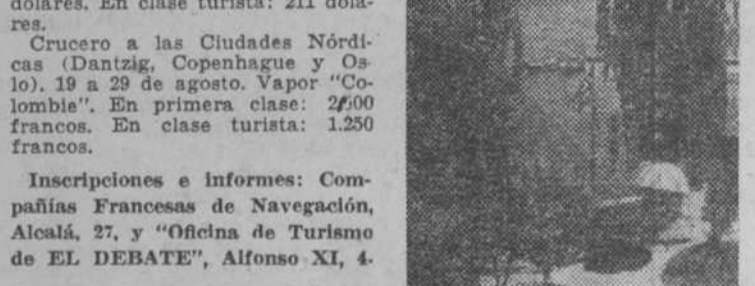 dólares. En clase turista: 211 dóla-
res.
Crucero a las Ciudades Nórdi-
cas (Dantzig, Copenhague y Os-
lo). 19 a 29 de agosto. Vapor "Co-
lombie". En primera clase:
francos. En clase turista: 1.250
francos.
Inscripciones e informes: Com-
pañías Francesas de Navegación,
Alcalá, 27, y "Oficina de Turismo
de EL DEBATE", Alfonso XI, 4.